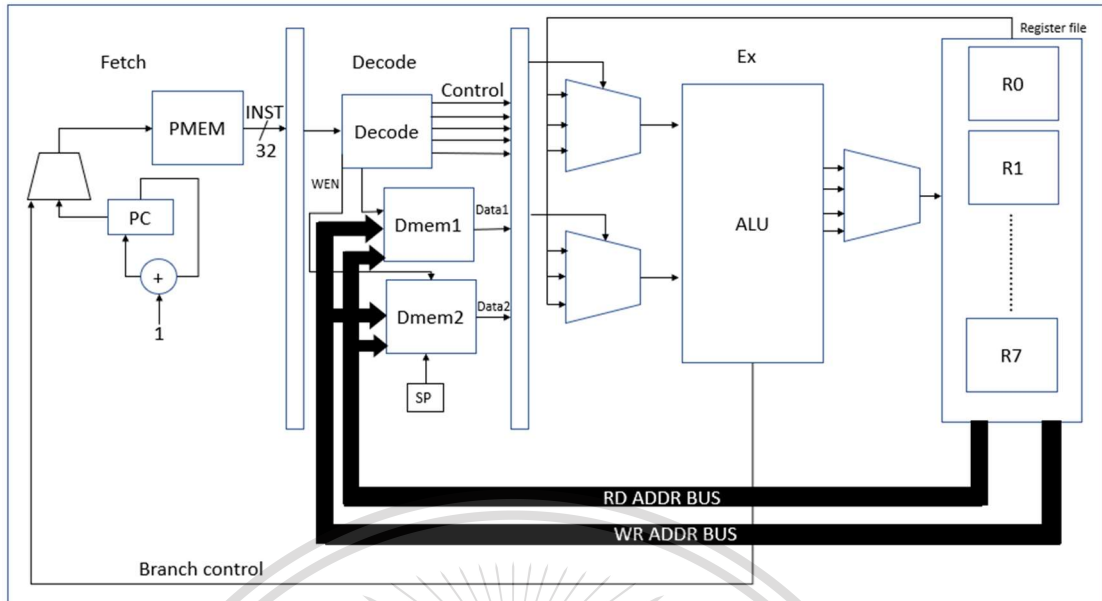 Register file
Fetch
Decode
Ex
Control
R0
INST
PMEM
Decode
32
R1
WEN
PC
Dmem1
Data1
ALU
+
Dmem2
Data2
1
R7
SP
RD ADDR BUS
WR ADDR BUS
Branch control